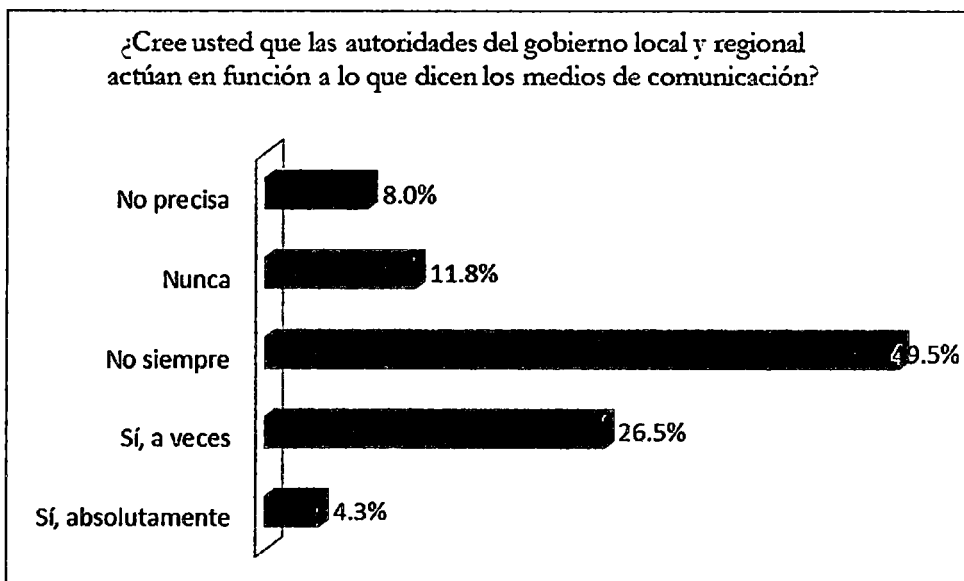 ¿Cree usted que las autoridades del gobierno local y regional
actúan en función a lo que dicen los medios de comunicación?
No precisa 8.0%
Nunca 11.8%
No siempre 49.5%
Sí, a veces 26.5%
Sí, absolutamente 4.3%